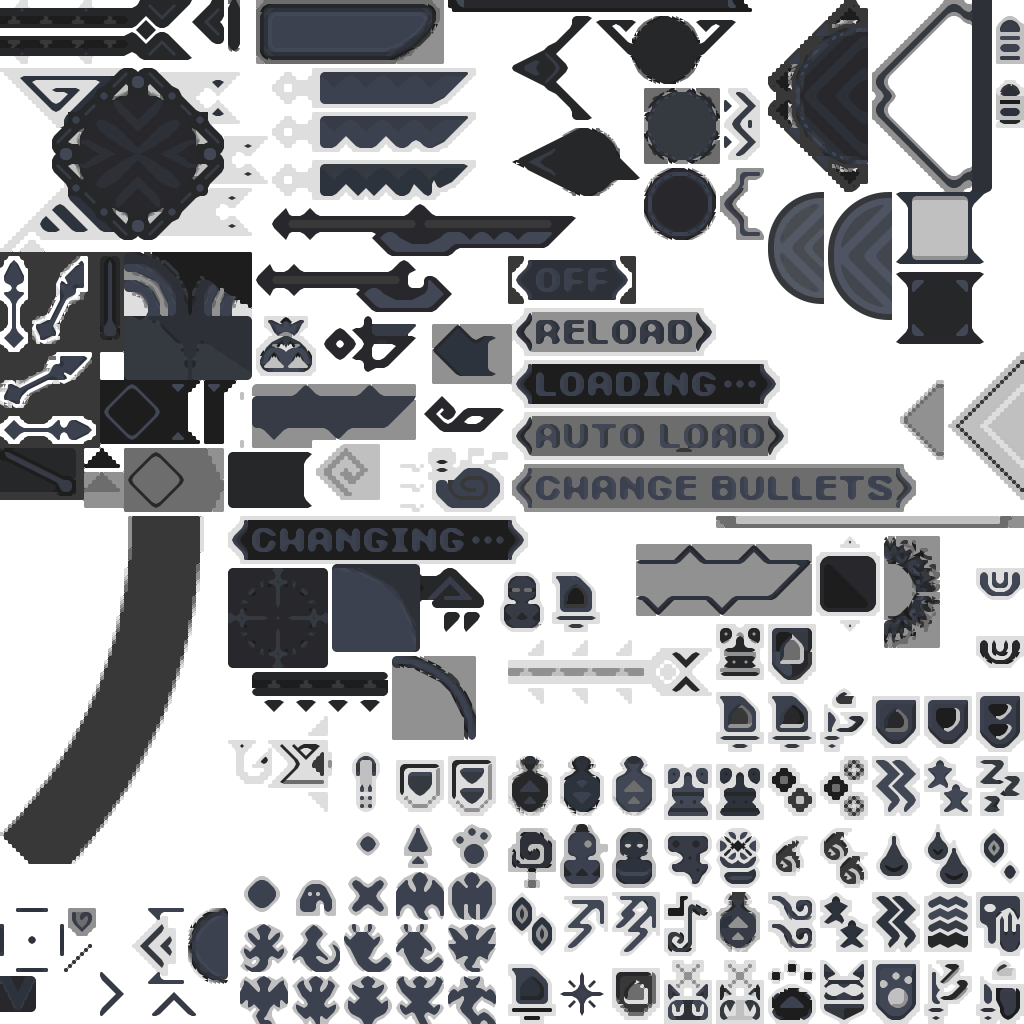 OFF
RELOAD
LOADING...
AUTO LOAD
CHANGE BULLETS
CHANGING...